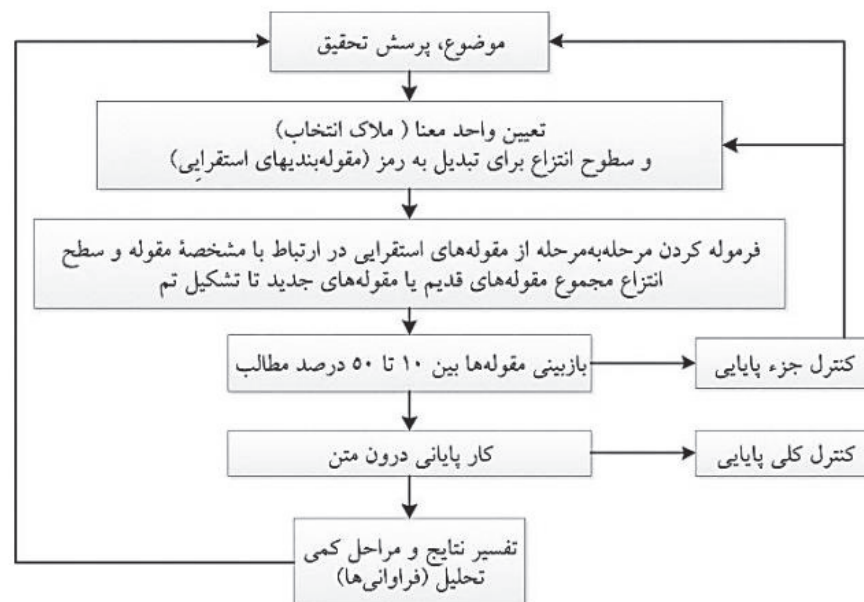 موضوع، پرسش تحقیق
تعیین واحد معنا ( ملاک انتخاب)
و سطوح انتزاع برای تبدیل به رمز (مقوله‌بندیهای استقرایی)
فرموله کردن مرحله‌به‌مرحله از مقوله‌های استقرایی در ارتباط با مشخصۀ مقوله و سطح
انتزاع مجموع مقوله‌های قدیم یا مقوله‌های جدید تا تشکیل تم
بازبینی مقوله‌ها بین ۱۰ تا ۵۰ درصد مطالب
کنترل جزء پایایی
کار پایانی درون متن
کنترل کلی پایایی
تفسیر نتایج و مراحل کمی
تحلیل (فراوانی‌ها)